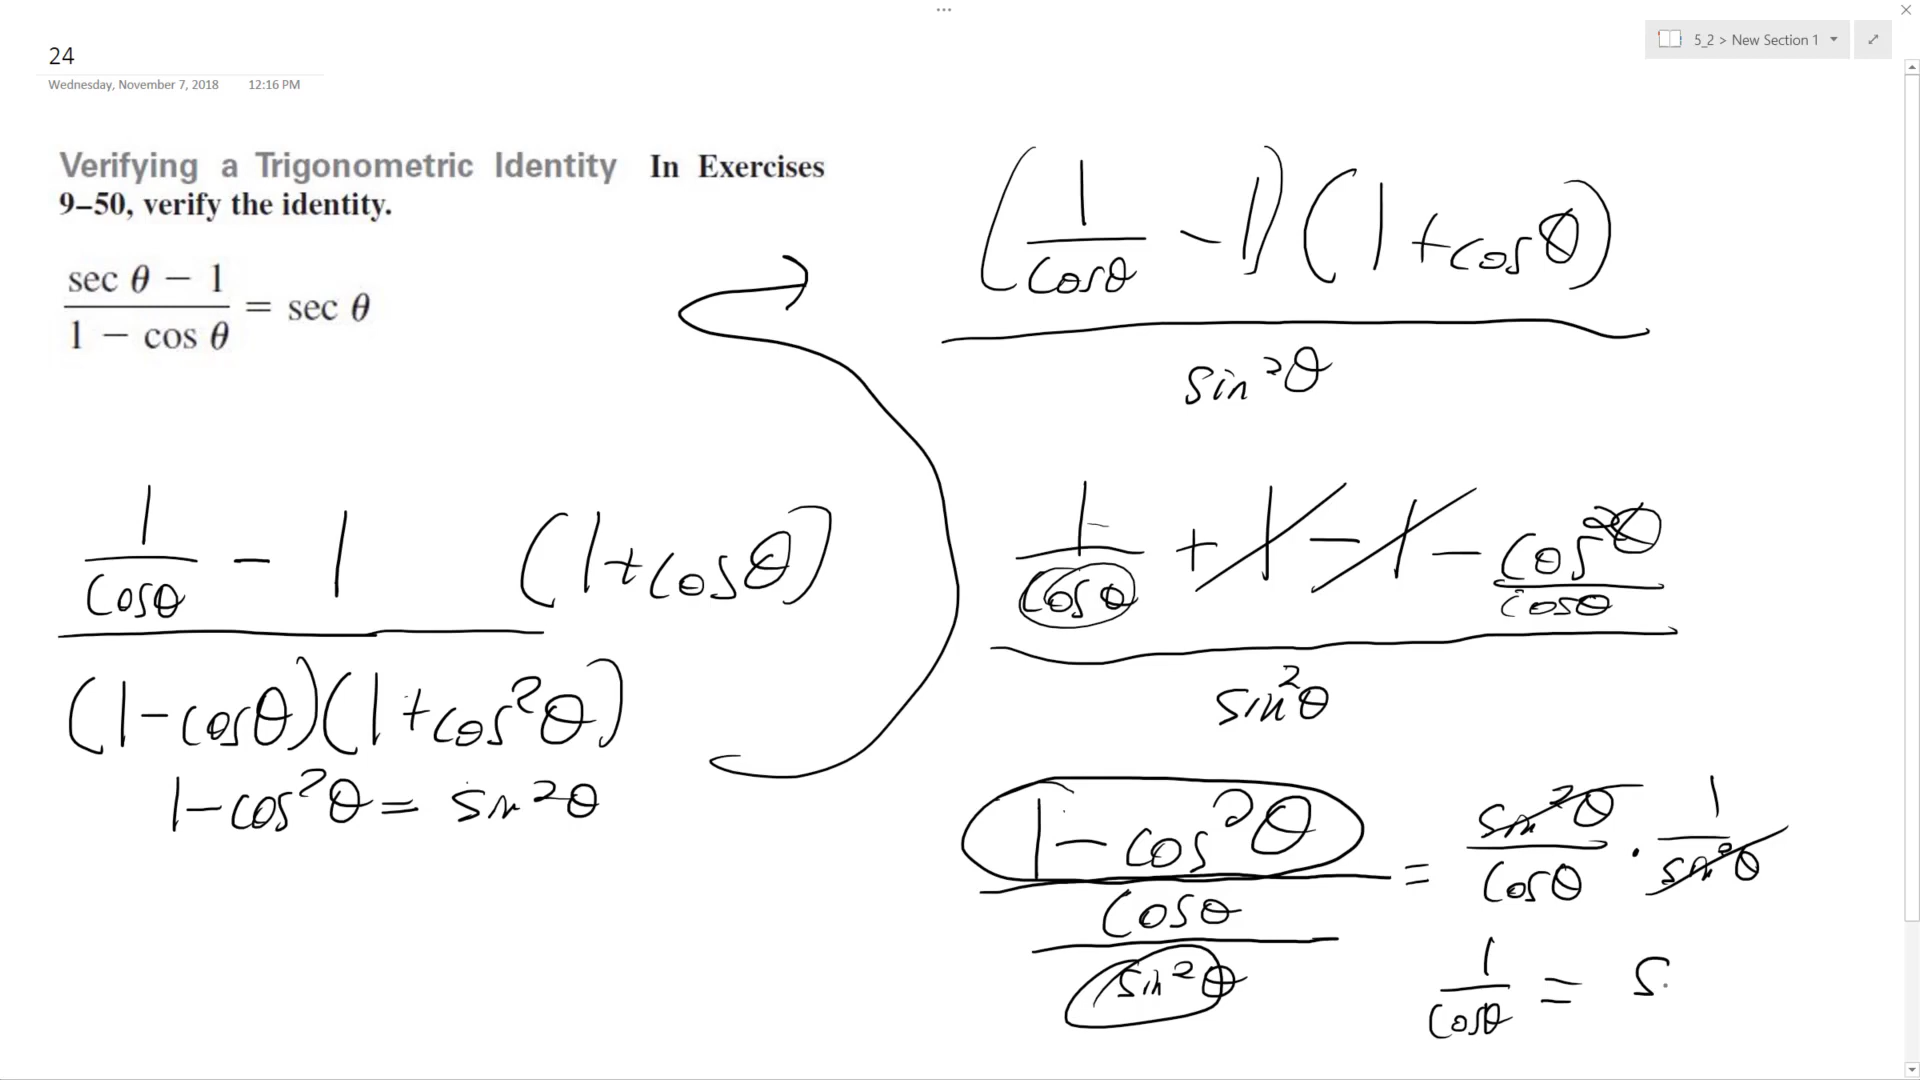 24
5_2 > New Section 1
Wednesday, November 7, 2018 12:16 PM
Verifying a Trigonometric Identity In Exercises
9–50, verify the identity.
sec θ − 1
1 − cos θ
= sec θ
1/cosθ − 1 (1+cosθ)
(1−cosθ)(1+cos²θ)
1−cos²θ = sin²θ
(1/cosθ − 1)(1+cosθ)
sin²θ
1/cosθ + 1 − 1 − cos²θ/cosθ
sin²θ
1−cos²θ
cosθ
sin²θ
= sin²θ/cosθ · 1/sin²θ
1/cosθ = s